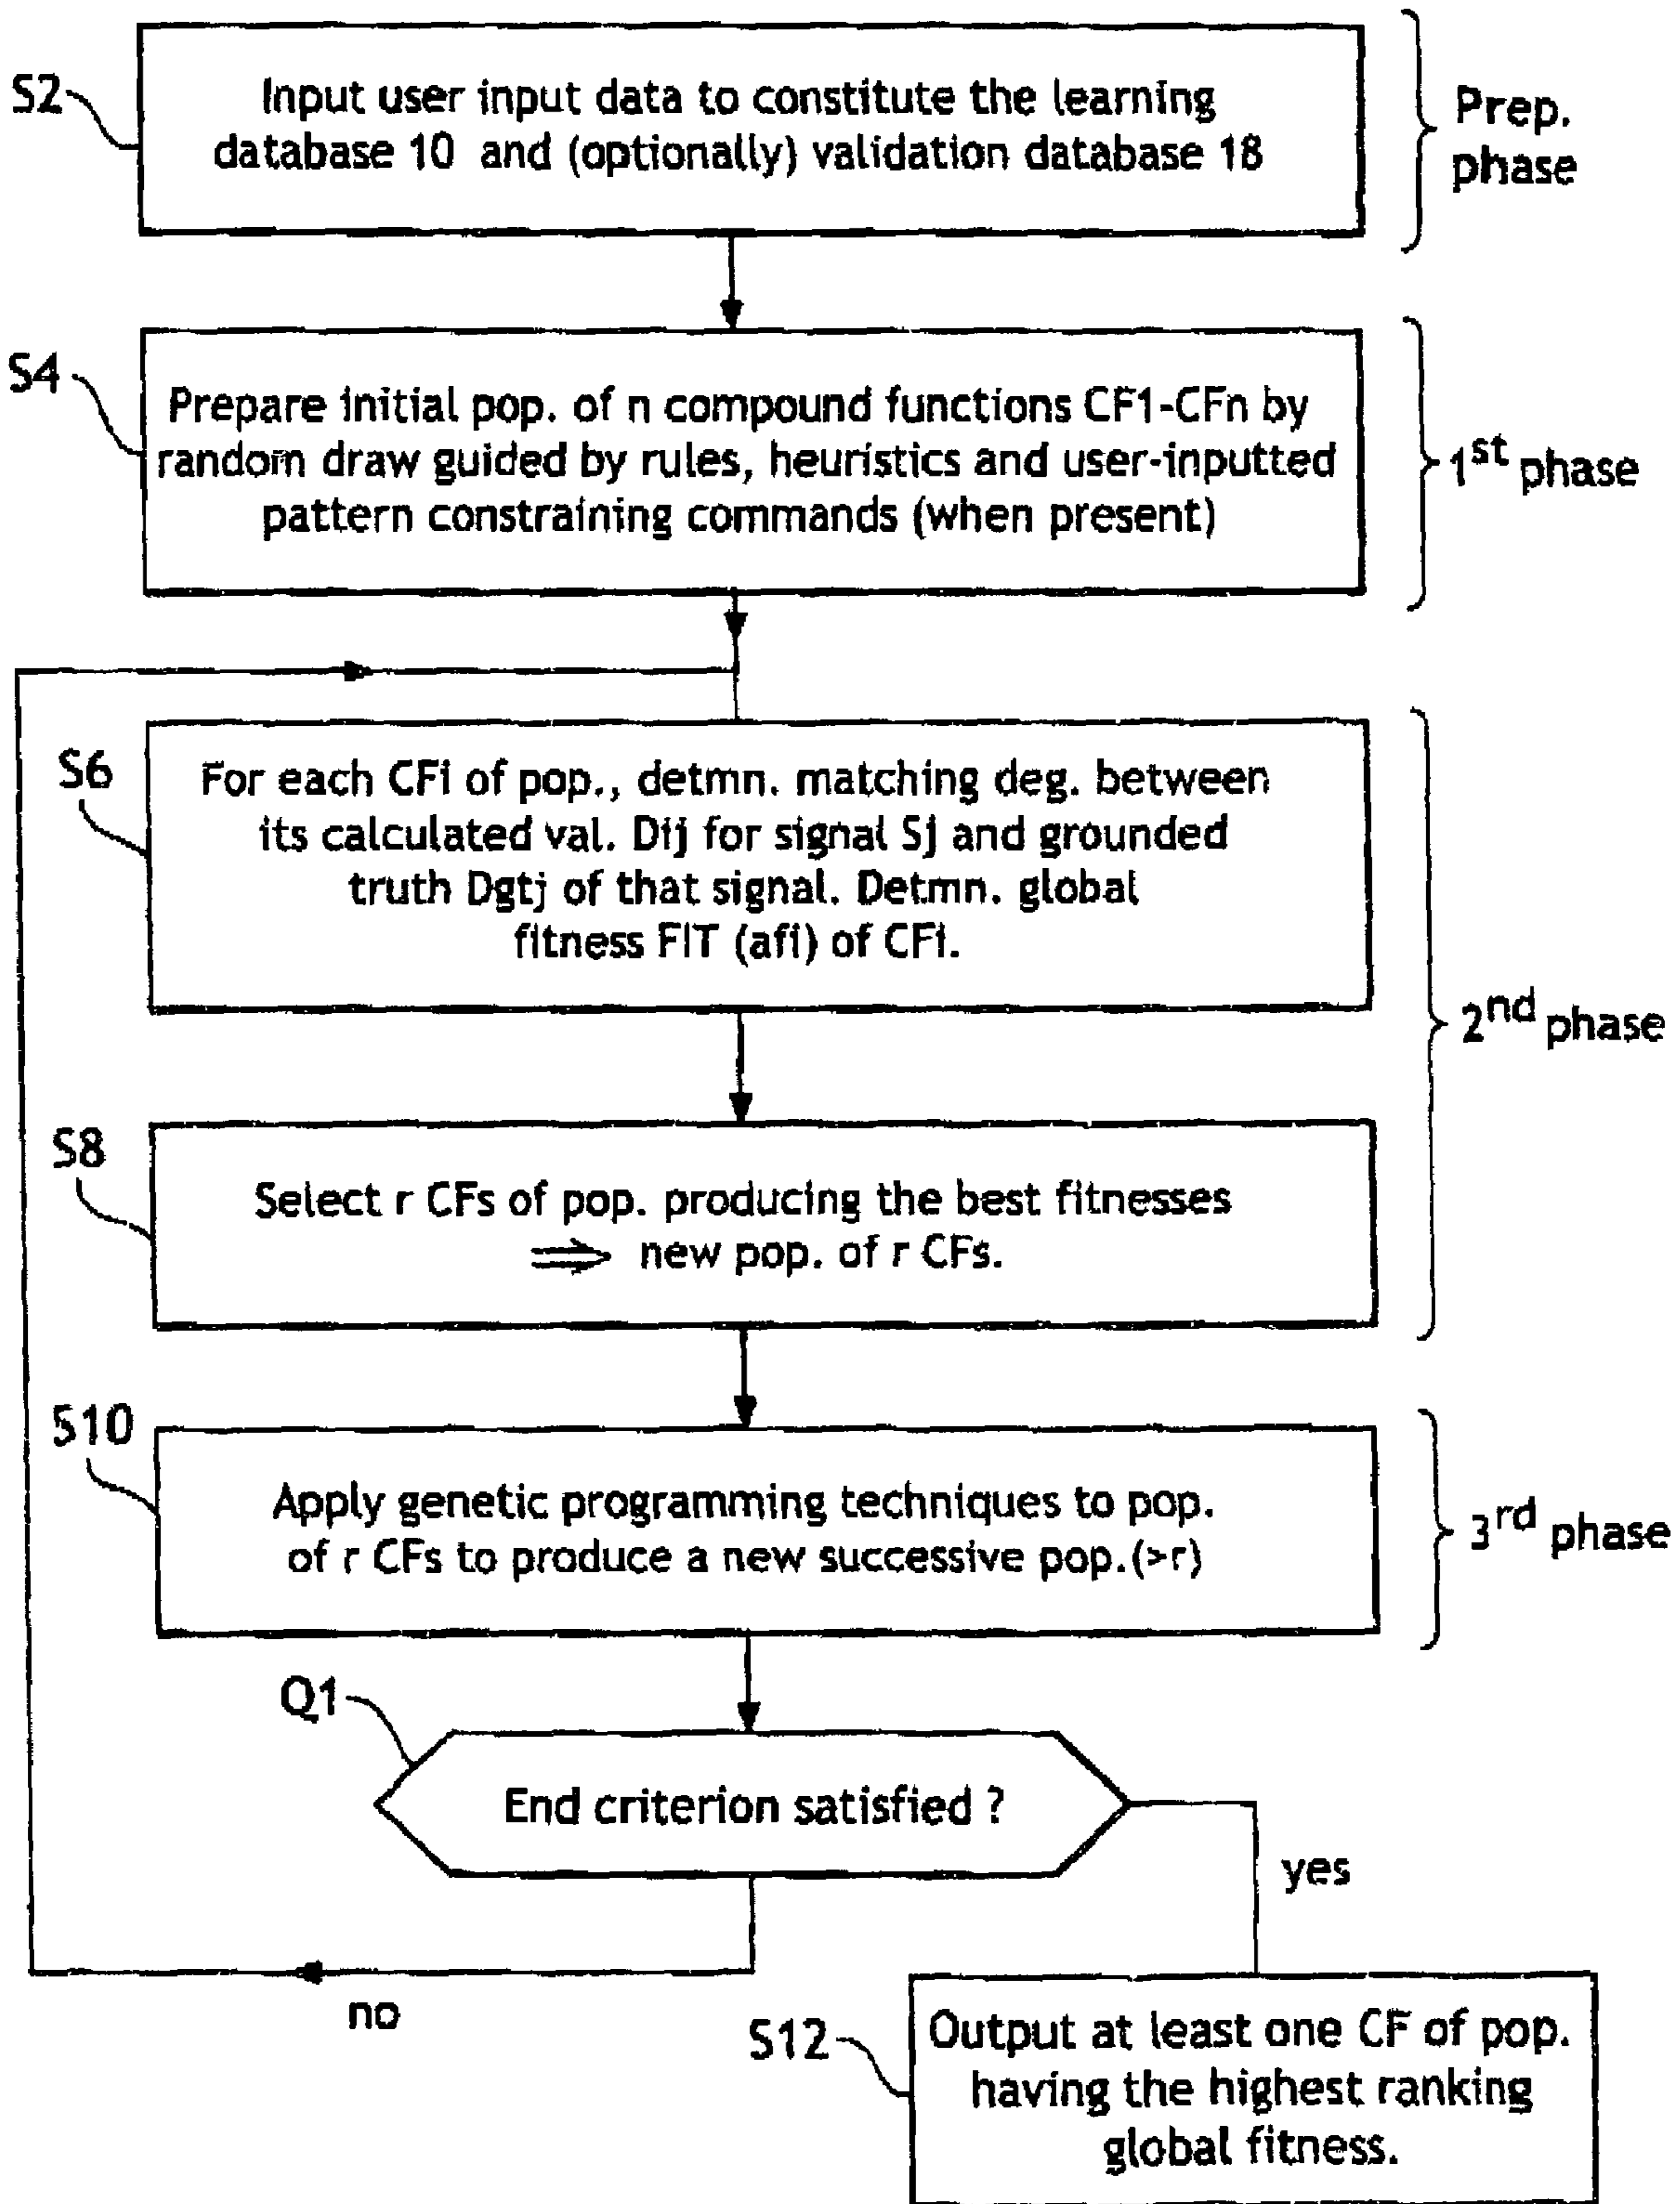 S2
Input user input data to constitute the learning
database 10 and (optionally) validation database 18
Prep.
phase
S4
Prepare initial pop. of n compound functions CF1-CFn by
random draw guided by rules, heuristics and user-inputted
pattern constraining commands (when present)
1st phase
S6
For each CFi of pop., detmn. matching deg. between
its calculated val. Dij for signal Sj and grounded
truth Dgtj of that signal. Detmn. global
fitness FIT (afi) of CFi.
2nd phase
S8
Select r CFs of pop. producing the best fitnesses
⇒ new pop. of r CFs.
S10
Apply genetic programming techniques to pop.
of r CFs to produce a new successive pop.(>r)
3rd phase
Q1
End criterion satisfied ?
yes
no
S12
Output at least one CF of pop.
having the highest ranking
global fitness.